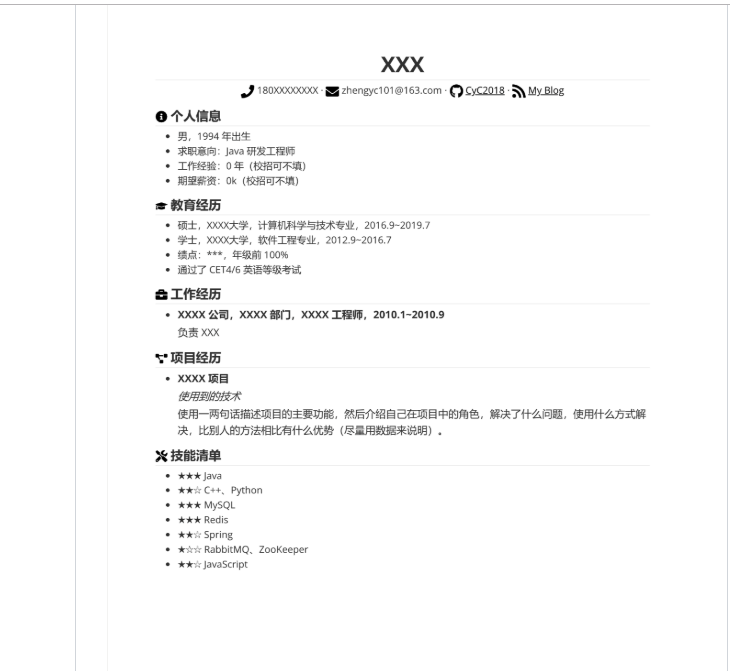 XXX
180XXXXXXXX · zhengyc101@163.com · CyC2018 · My Blog
个人信息
男，1994 年出生
求职意向：Java 研发工程师
工作经验：0 年（校招可不填）
期望薪资：0k（校招可不填）
教育经历
硕士，XXXX大学，计算机科学与技术专业，2016.9~2019.7
学士，XXXX大学，软件工程专业，2012.9~2016.7
绩点：***，年级前 100%
通过了 CET4/6 英语等级考试
工作经历
XXXX 公司，XXXX 部门，XXXX 工程师，2010.1~2010.9
负责 XXX
项目经历
XXXX 项目
使用到的技术
使用一两句话描述项目的主要功能，然后介绍自己在项目中的角色，解决了什么问题，使用什么方式解
决，比别人的方法相比有什么优势（尽量用数据来说明）。
技能清单
★★★ Java
★★☆ C++、Python
★★★ MySQL
★★★ Redis
★★☆ Spring
★☆☆ RabbitMQ、ZooKeeper
★★☆ JavaScript